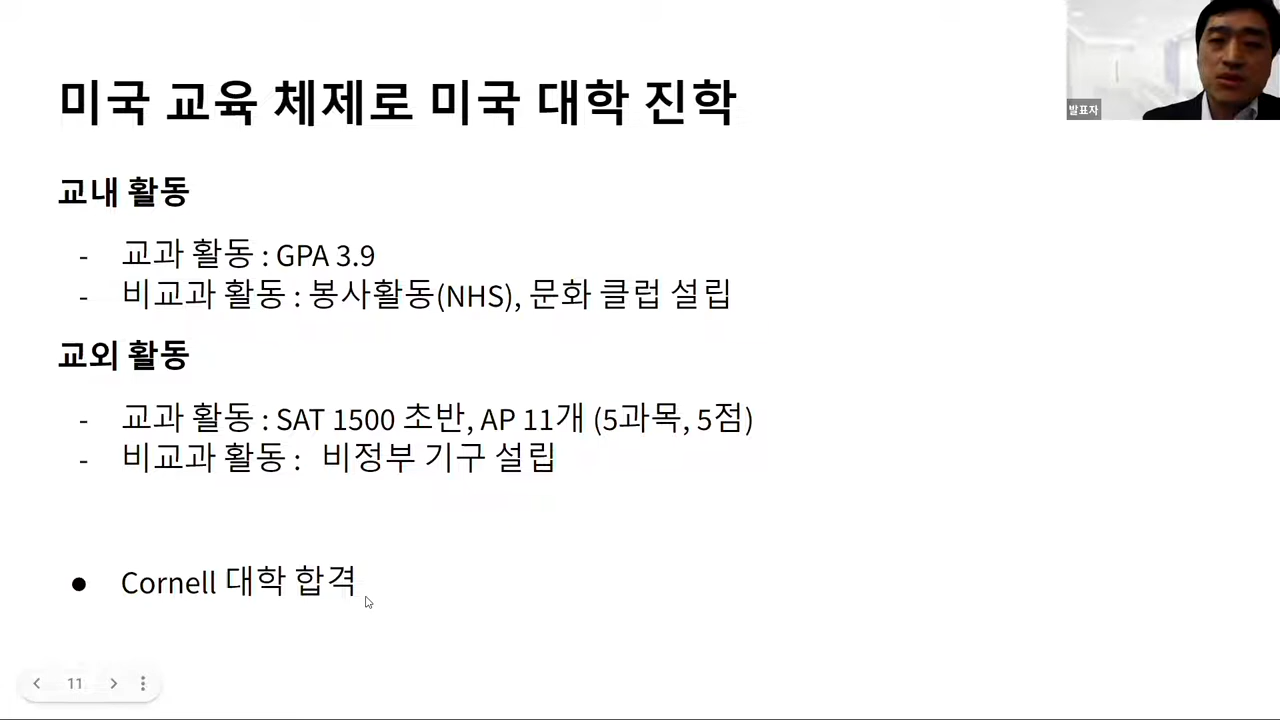 미국 교육 체제로 미국 대학 진학
발표자
교내 활동
- 교과 활동 : GPA 3.9
- 비교과 활동 : 봉사활동(NHS), 문화 클럽 설립
교외 활동
- 교과 활동 : SAT 1500 초반, AP 11개 (5과목, 5점)
- 비교과 활동 : 비정부 기구 설립
● Cornell 대학 합격
11